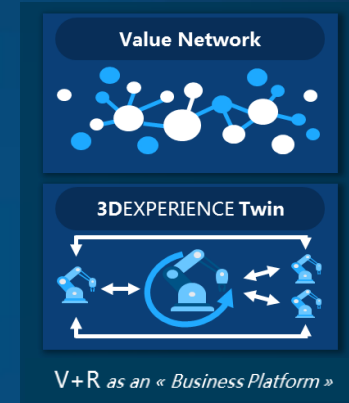 Value Network
3DEXPERIENCE Twin
V+R as an « Business Platform »